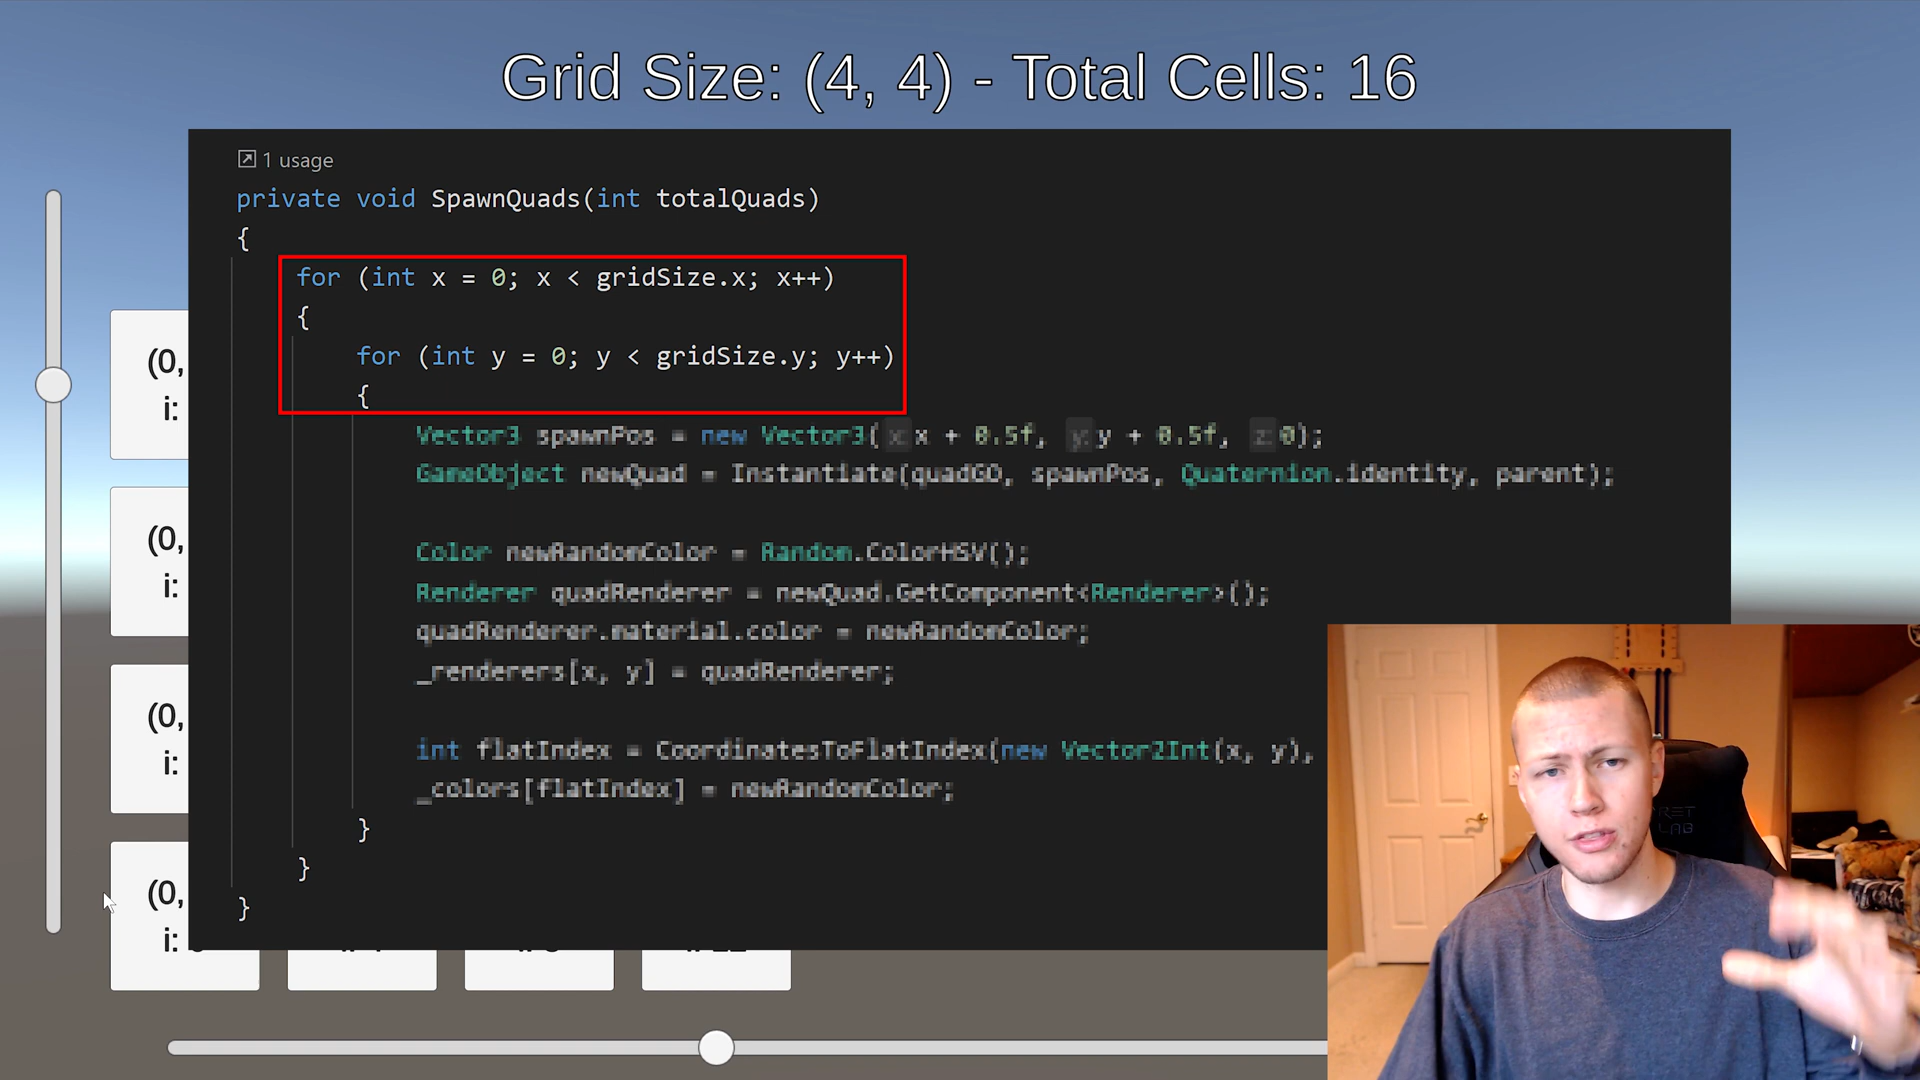 Grid Size: (4, 4) - Total Cells: 16
1 usage
private void SpawnQuads(int totalQuads)
{
for (int x = 0; x < gridSize.x; x++)
{
for (int y = 0; y < gridSize.y; y++)
{
Vector3 spawnPos = new Vector3(x: x + 0.5f, y: y + 0.5f, z: 0);
GameObject newQuad = Instantiate(quadGO, spawnPos, Quaternion.identity, parent);
Color newRandomColor = Random.ColorHSV();
Renderer quadRenderer = newQuad.GetComponent<Renderer>();
quadRenderer.material.color = newRandomColor;
_renderers[x, y] = quadRenderer;
int flatIndex = CoordinatesToFlatIndex(new Vector2Int(x, y),
_colors[flatIndex] = newRandomColor;
}
}
}
(0,
i:
(0,
i:
(0,
i:
(0,
i: